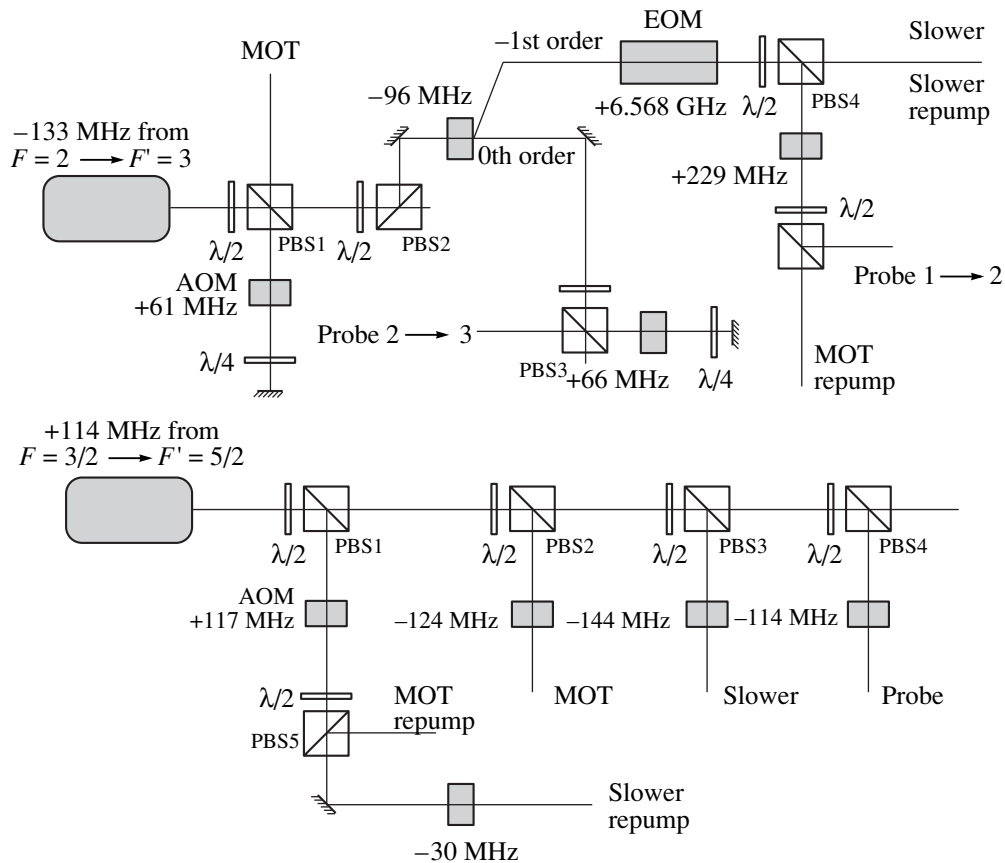 MOT
–133 MHz from
F = 2 → F' = 3
λ/2
PBS1
λ/2
PBS2
–96 MHz
–1st order
0th order
EOM
+6.568 GHz
λ/2
PBS4
Slower
Slower
repump
+229 MHz
λ/2
Probe 1 → 2
MOT
repump
AOM
+61 MHz
λ/4
Probe 2 → 3
PBS3
+66 MHz
λ/4
+114 MHz from
F = 3/2 → F' = 5/2
λ/2
PBS1
λ/2
PBS2
λ/2
PBS3
λ/2
PBS4
AOM
+117 MHz
–124 MHz
–144 MHz
–114 MHz
MOT
Slower
Probe
λ/2
PBS5
MOT
repump
Slower
repump
–30 MHz